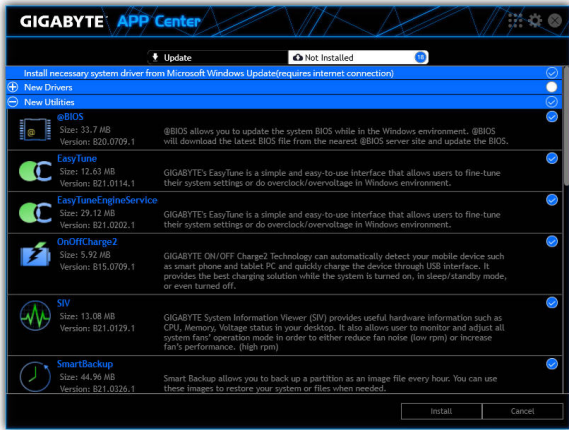 GIGABYTE™ APP Center
Update
Not Installed 18
Install necessary system driver from Microsoft Windows Update(requires internet connection)
New Drivers
New Utilities
@BIOS
Size: 33.7 MB
Version: B20.0709.1
@BIOS allows you to update the system BIOS while in the Windows environment. @BIOS
will download the latest BIOS file from the nearest @BIOS server site and update the BIOS.
EasyTune
Size: 12.63 MB
Version: B21.0114.1
GIGABYTE's EasyTune is a simple and easy-to-use interface that allows users to fine-tune
their system settings or do overclock/overvoltage in Windows environment.
EasyTuneEngineService
Size: 29.12 MB
Version: B21.0202.1
GIGABYTE's EasyTune is a simple and easy-to-use interface that allows users to fine-tune
their system settings or do overclock/overvoltage in Windows environment.
OnOffCharge2
Size: 5.92 MB
Version: B15.0709.1
GIGABYTE ON/OFF Charge2 Technology can automatically detect your mobile device such
as smart phone and tablet PC and quickly charge the device through USB interface. It
provides the best charging solution while the system is turned on, in sleep/standby mode,
or even turned off.
SIV
Size: 13.08 MB
Version: B21.0129.1
GIGABYTE System Information Viewer (SIV) provides useful hardware information such as
CPU, Memory, Voltage status in your desktop. It also allows user to monitor and adjust all
system fans' operation mode in order to either reduce fan noise (low rpm) or increase
fan's performance. (high rpm)
SmartBackup
Size: 44.96 MB
Version: B21.0326.1
Smart Backup allows you to back up a partition as an image file every hour. You can use
these images to restore your system or files when needed.
Install
Cancel